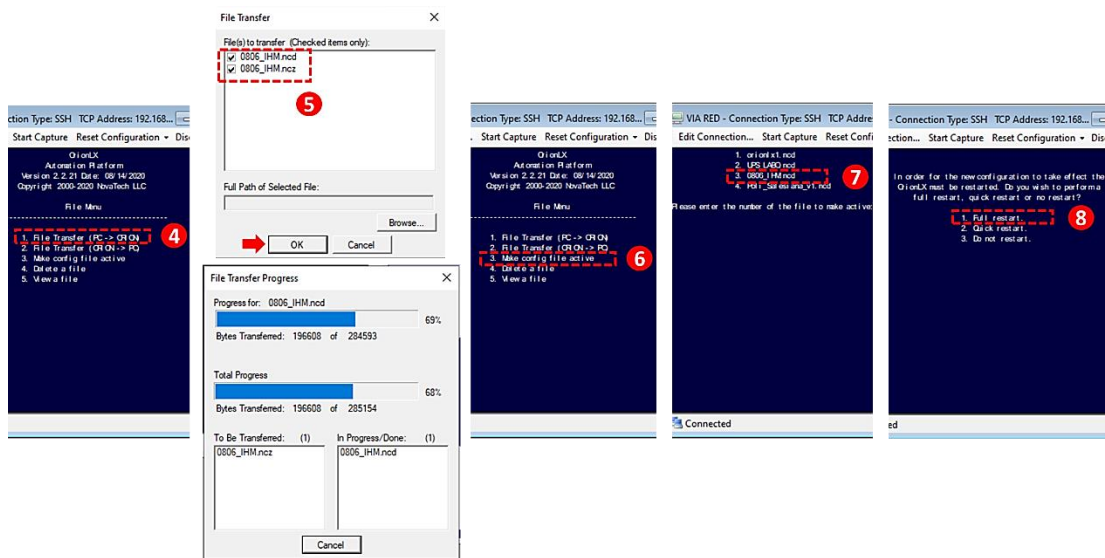 File Transfer
File(s) to transfer (Checked items only):
0806_IHM.ncd
0806_IHM.ncz
5
Full Path of Selected File:
Browse...
OK
Cancel
ction Type: SSH TCP Address: 192.168...
Start Capture Reset Configuration Disc
OrionLX
Automation Platform
Version 2.2.21 Date: 08/14/2020
Copyright 2000-2020 NovaTech LLC
File Menu
1. File Transfer (PC -> ORION)
4
2. File Transfer (ORION -> PC)
3. Make config file active
4. Delete a file
5. View a file
File Transfer Progress
Progress for: 0806_IHM.ncd
69%
Bytes Transferred: 196608 of 284593
Total Progress
68%
Bytes Transferred: 196608 of 285154
To Be Transferred: (1)
In Progress/Done: (1)
0806_IHM.ncz
0806_IHM.ncd
Cancel
ection Type: SSH TCP Address: 192.168...
Start Capture Reset Configuration Dis
OrionLX
Automation Platform
Version 2.2.21 Date: 08/14/2020
Copyright 2000-2020 NovaTech LLC
File Menu
1. File Transfer (PC -> ORION)
2. File Transfer (ORION -> PC)
3. Make config file active
6
4. Delete a file
5. View a file
VIA RED - Connection Type: SSH TCP Addre
Edit Connection... Start Capture Reset Confi
1. orionlx1.ncd
2. UPS LABO.ncd
3. 0806_IHM.ncd
7
4. Poli_Salesiana_v1.ncd
Please enter the number of the file to make active:
Connected
- Connection Type: SSH TCP Address: 192.168...
ection... Start Capture Reset Configuration Dis
In order for the new configuration to take effect the
OrionLX must be restarted. Do you wish to perform a
full restart, quick restart or no restart?
1. Full restart.
8
2. Quick restart.
3. Do not restart.
ed